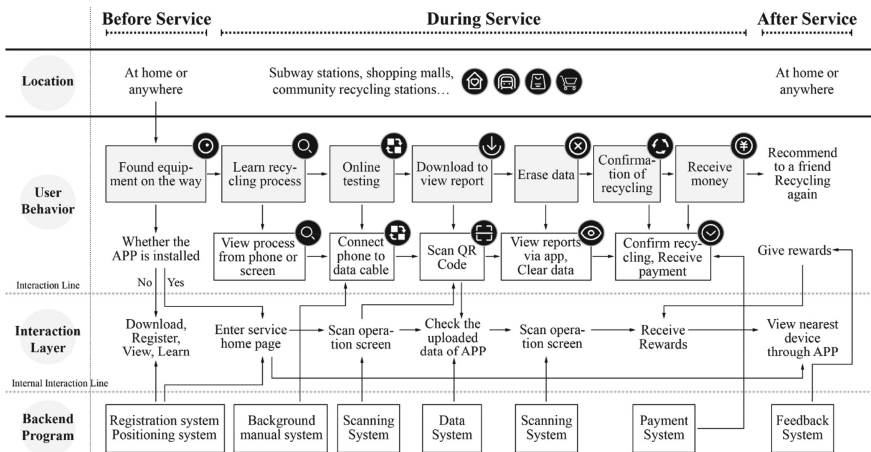 Before Service
During Service
After Service
Location
At home or
anywhere
Subway stations, shopping malls,
community recycling stations...
At home or
anywhere
User
Behavior
Found equip-
ment on the way
Learn recy-
cling process
Online
testing
Download to
view report
Erase data
Confirma-
tion of
recycling
Receive
money
¥
Recommend
to a friend
Recycling
again
Whether the
APP is installed
View process
from phone or
screen
Connect
phone to
data cable
Scan QR
Code
View reports
via app,
Clear data
Confirm recy-
cling, Receive
payment
Give rewards
No
Yes
Interaction Line
Interaction
Layer
Download,
Register,
View, Learn
Enter service
home page
Scan opera-
tion screen
Check the
uploaded
data of APP
Scan opera-
tion screen
Receive
Rewards
View nearest
device
through APP
Internal Interaction Line
Backend
Program
Registration system
Positioning system
Background
manual system
Scanning
System
Data
System
Scanning
System
Payment
System
Feedback
System